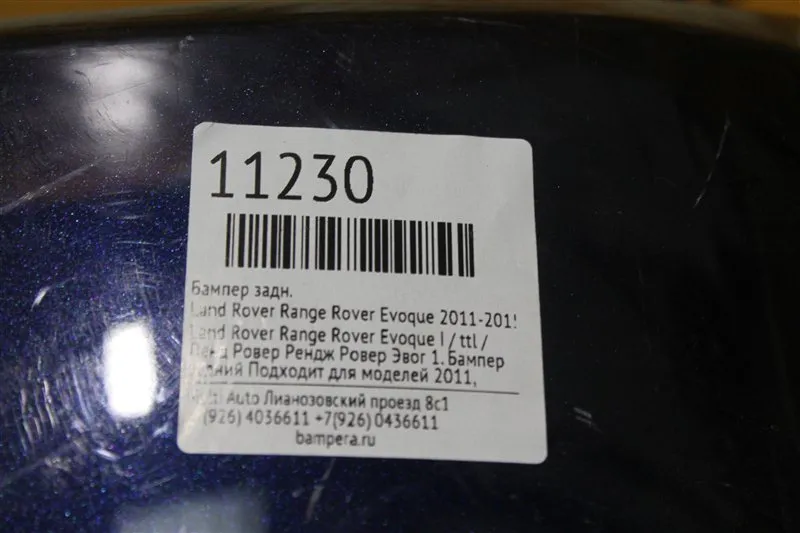 11230
Бампер задн.
Land Rover Range Rover Evoque 2011-201
Land Rover Range Rover Evoque I / ttl /
Ленд Ровер Рендж Ровер Эвог 1. Бампер
Подходит для моделей 2011,
Auto Лианозовский проезд 8с1
(926) 4036611 +7(926) 0436611
bampera.ru